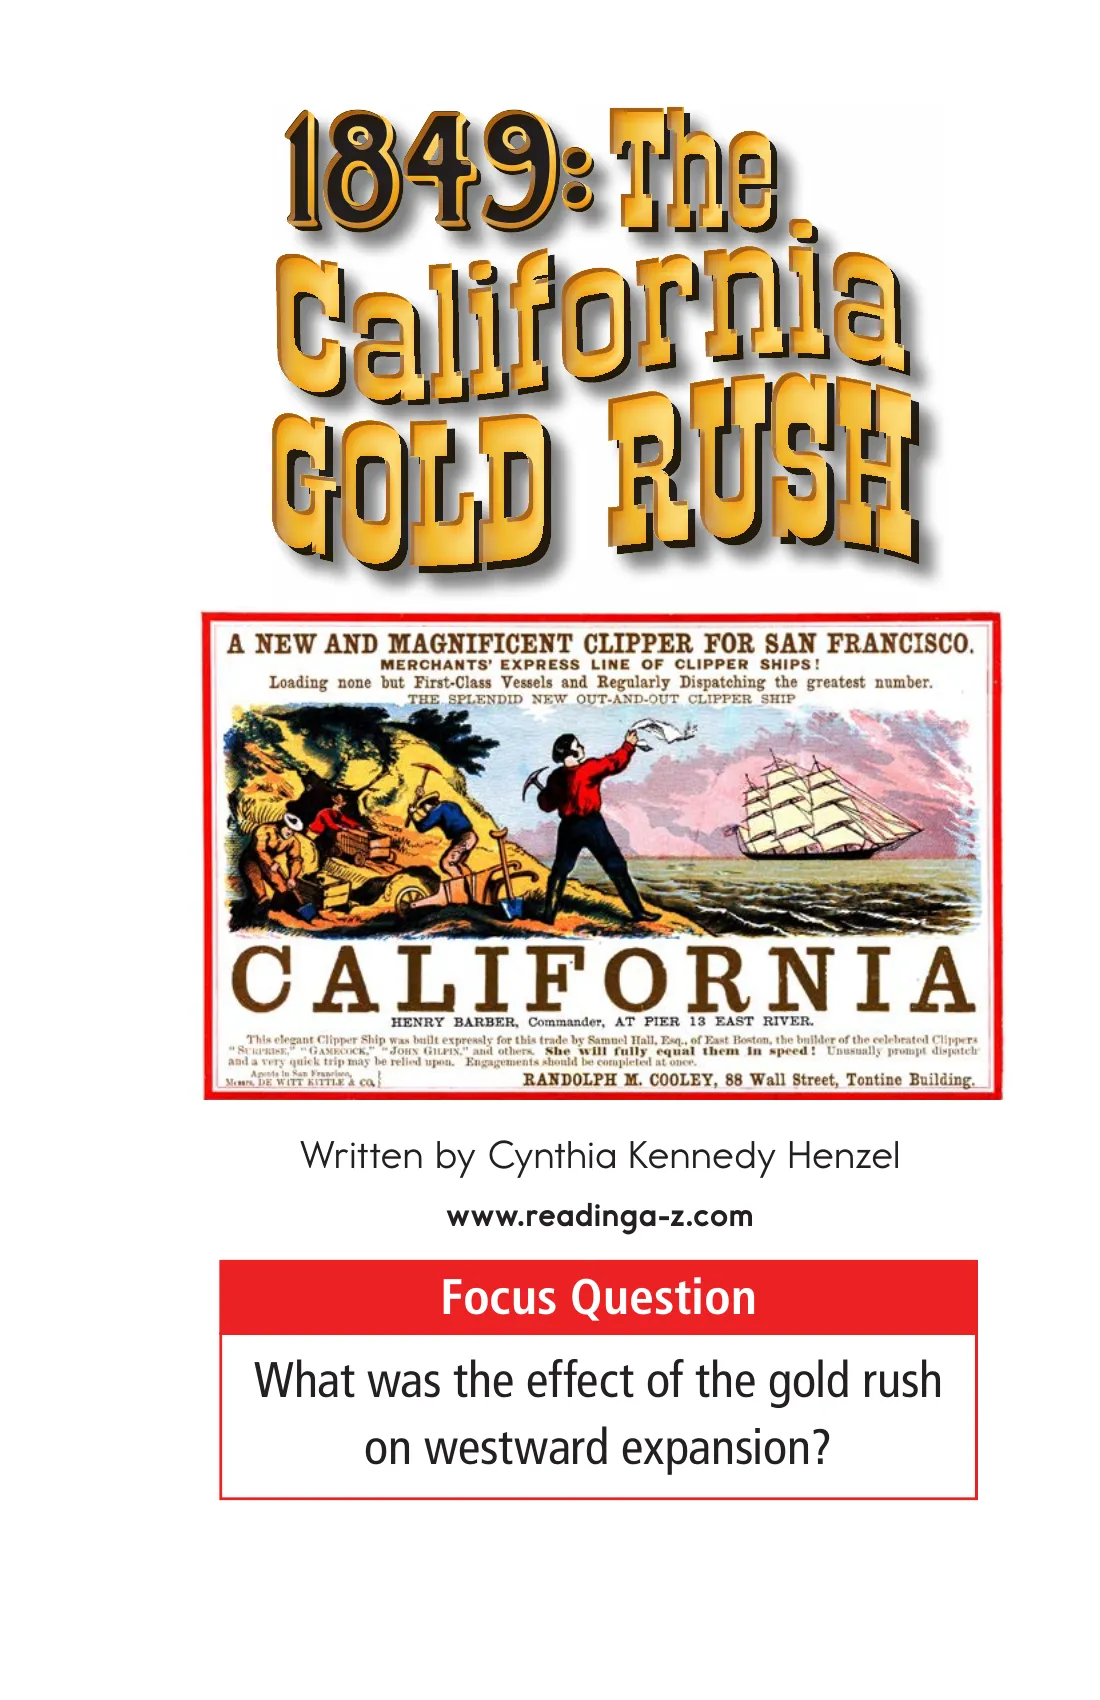 1849: The
California
GOLD RUSH
A NEW AND MAGNIFICENT CLIPPER FOR SAN FRANCISCO.
MERCHANTS' EXPRESS LINE OF CLIPPER SHIPS!
Loading none but First-Class Vessels and Regularly Dispatching the greatest number.
THE SPLENDID NEW OUT-AND-OUT CLIPPER SHIP
CALIFORNIA
HENRY BARBER, Commander, AT PIER 13 EAST RIVER.
This elegant Clipper Ship was built expressly for this trade by Samuel Hall, Esq., of East Boston, the builder of the celebrated Clippers
"SURPRISE," "GAMECOCK," "JOHN GILPIN," and others. She will fully equal them in speed! Unusually prompt dispatch
and a very quick trip may be relied upon. Engagements should be completed at once.
Agents in San Francisco,
Messrs. DE WITT KITTLE & CO.
RANDOLPH M. COOLEY, 88 Wall Street, Tontine Building.
Written by Cynthia Kennedy Henzel
www.readinga-z.com
Focus Question
What was the effect of the gold rush
on westward expansion?